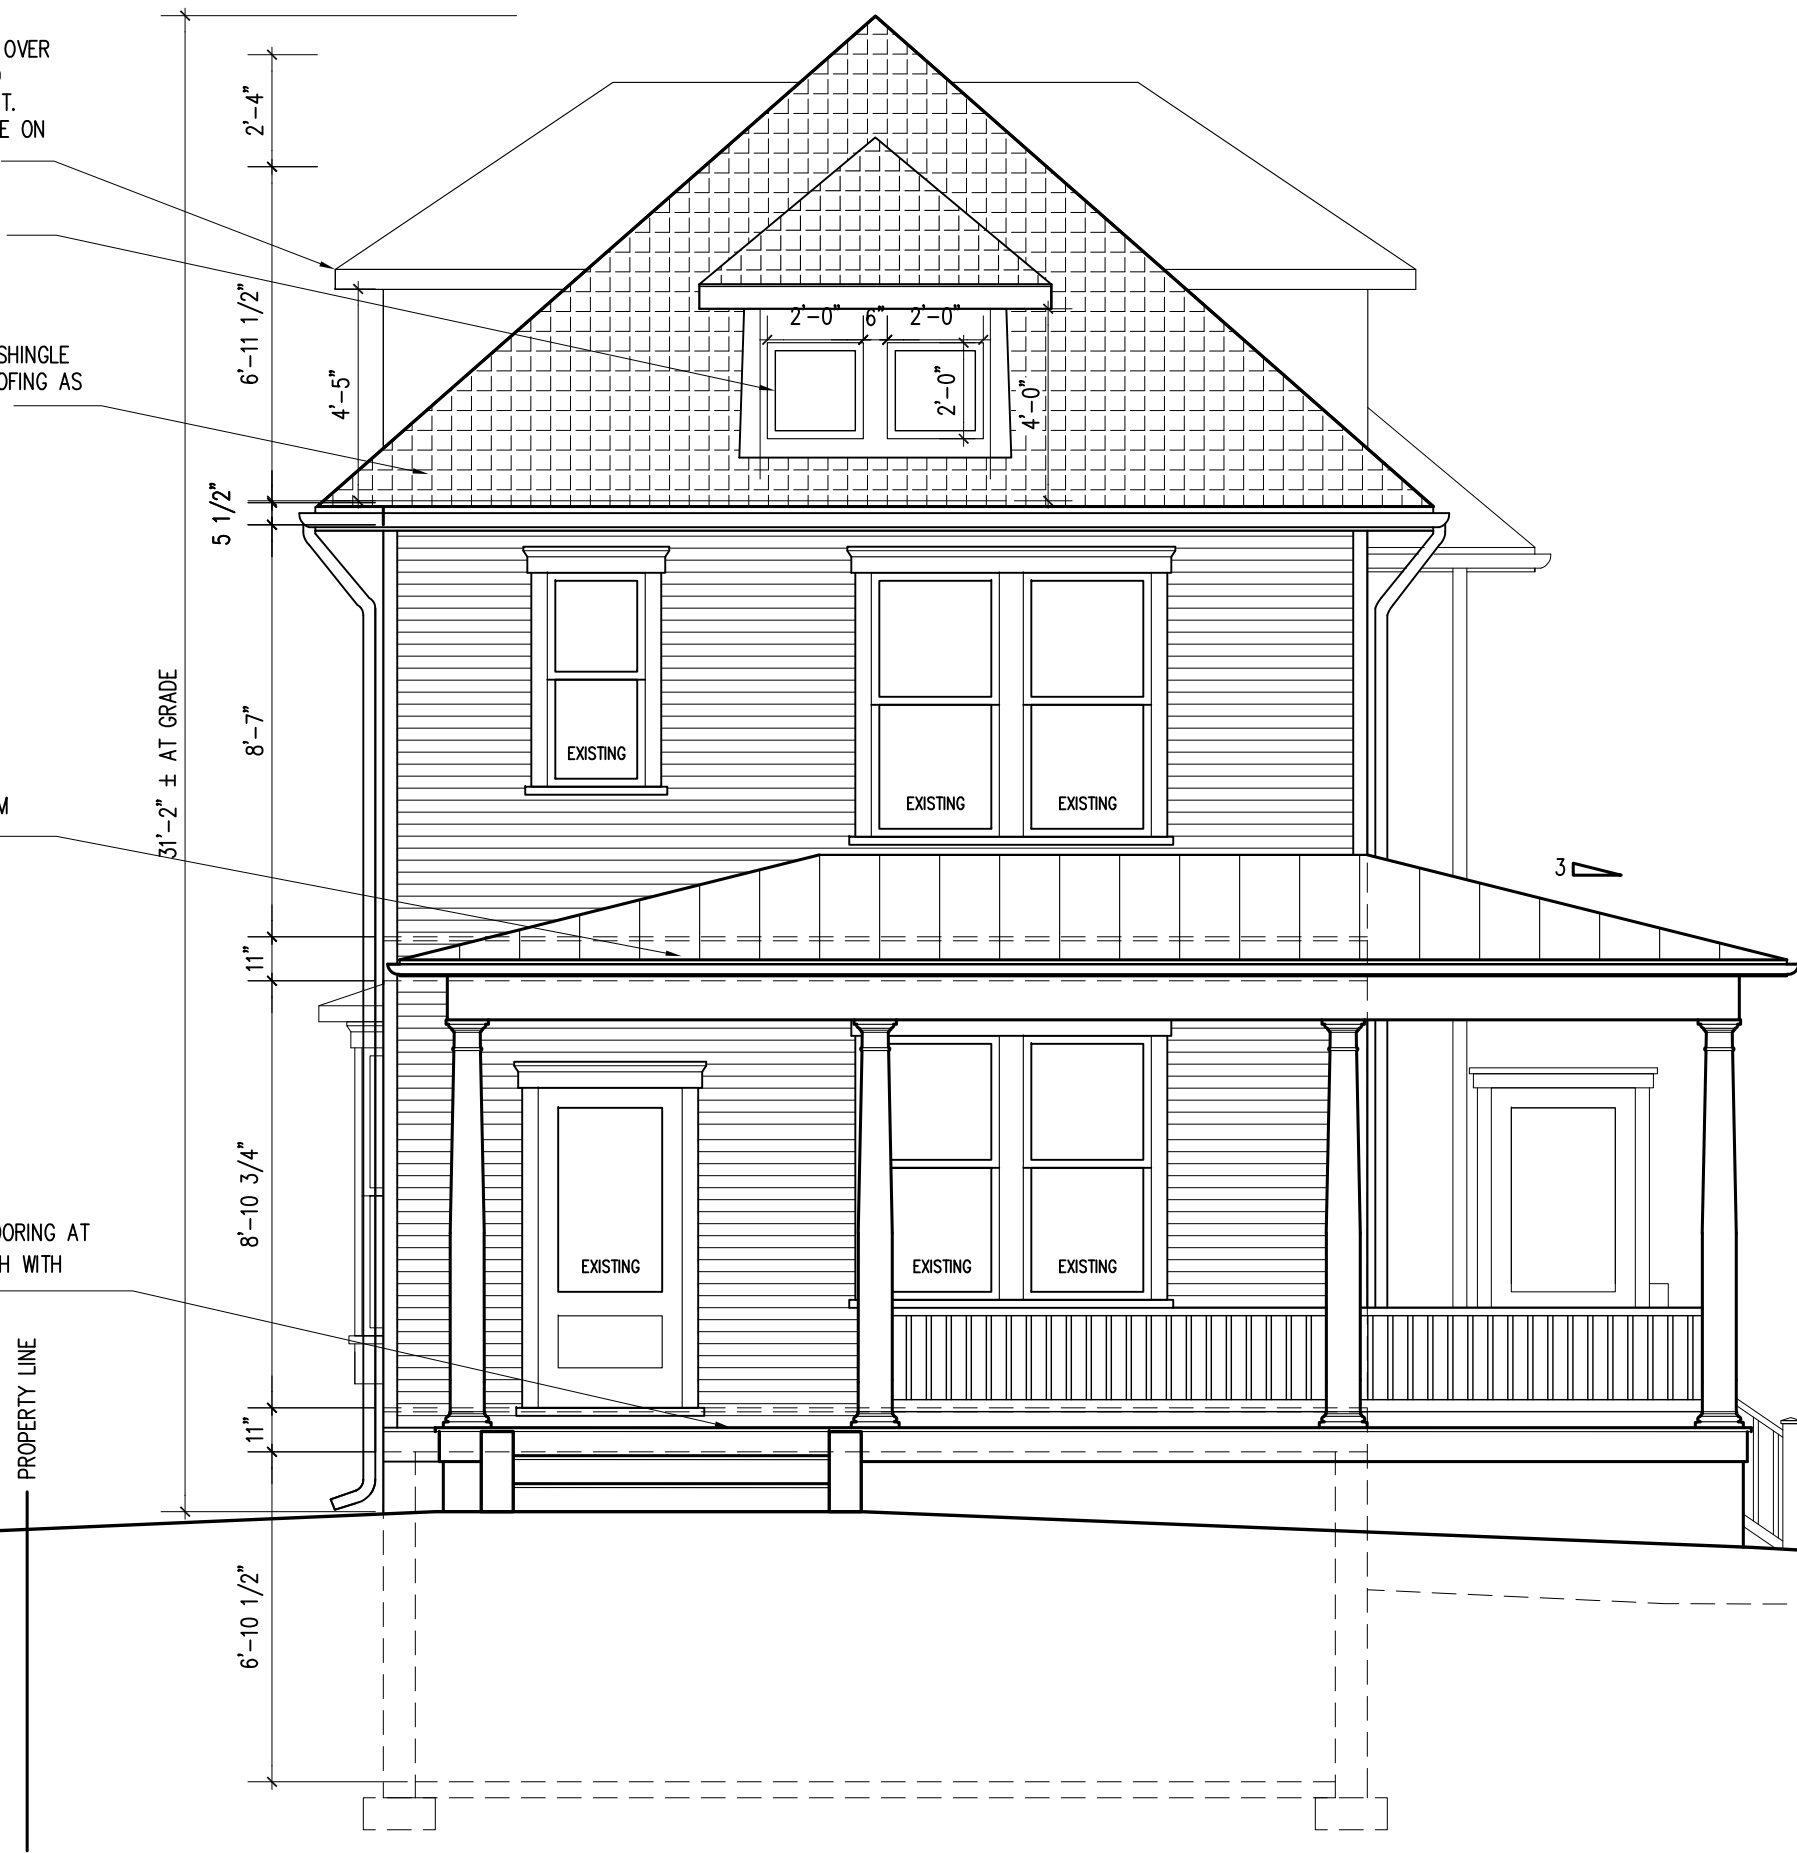 OVER
T.
E ON
2'-4"
6'-11 1/2"
SHINGLE
OFING AS
4'-5"
2'-0" 6" 2'-0"
2'-0"
4'-0"
5 1/2"
8'-7"
31'-2" ± AT GRADE
EXISTING
EXISTING
EXISTING
M
3
11"
8'-10 3/4"
OORING AT
H WITH
EXISTING
EXISTING
EXISTING
PROPERTY LINE
11"
6'-10 1/2"